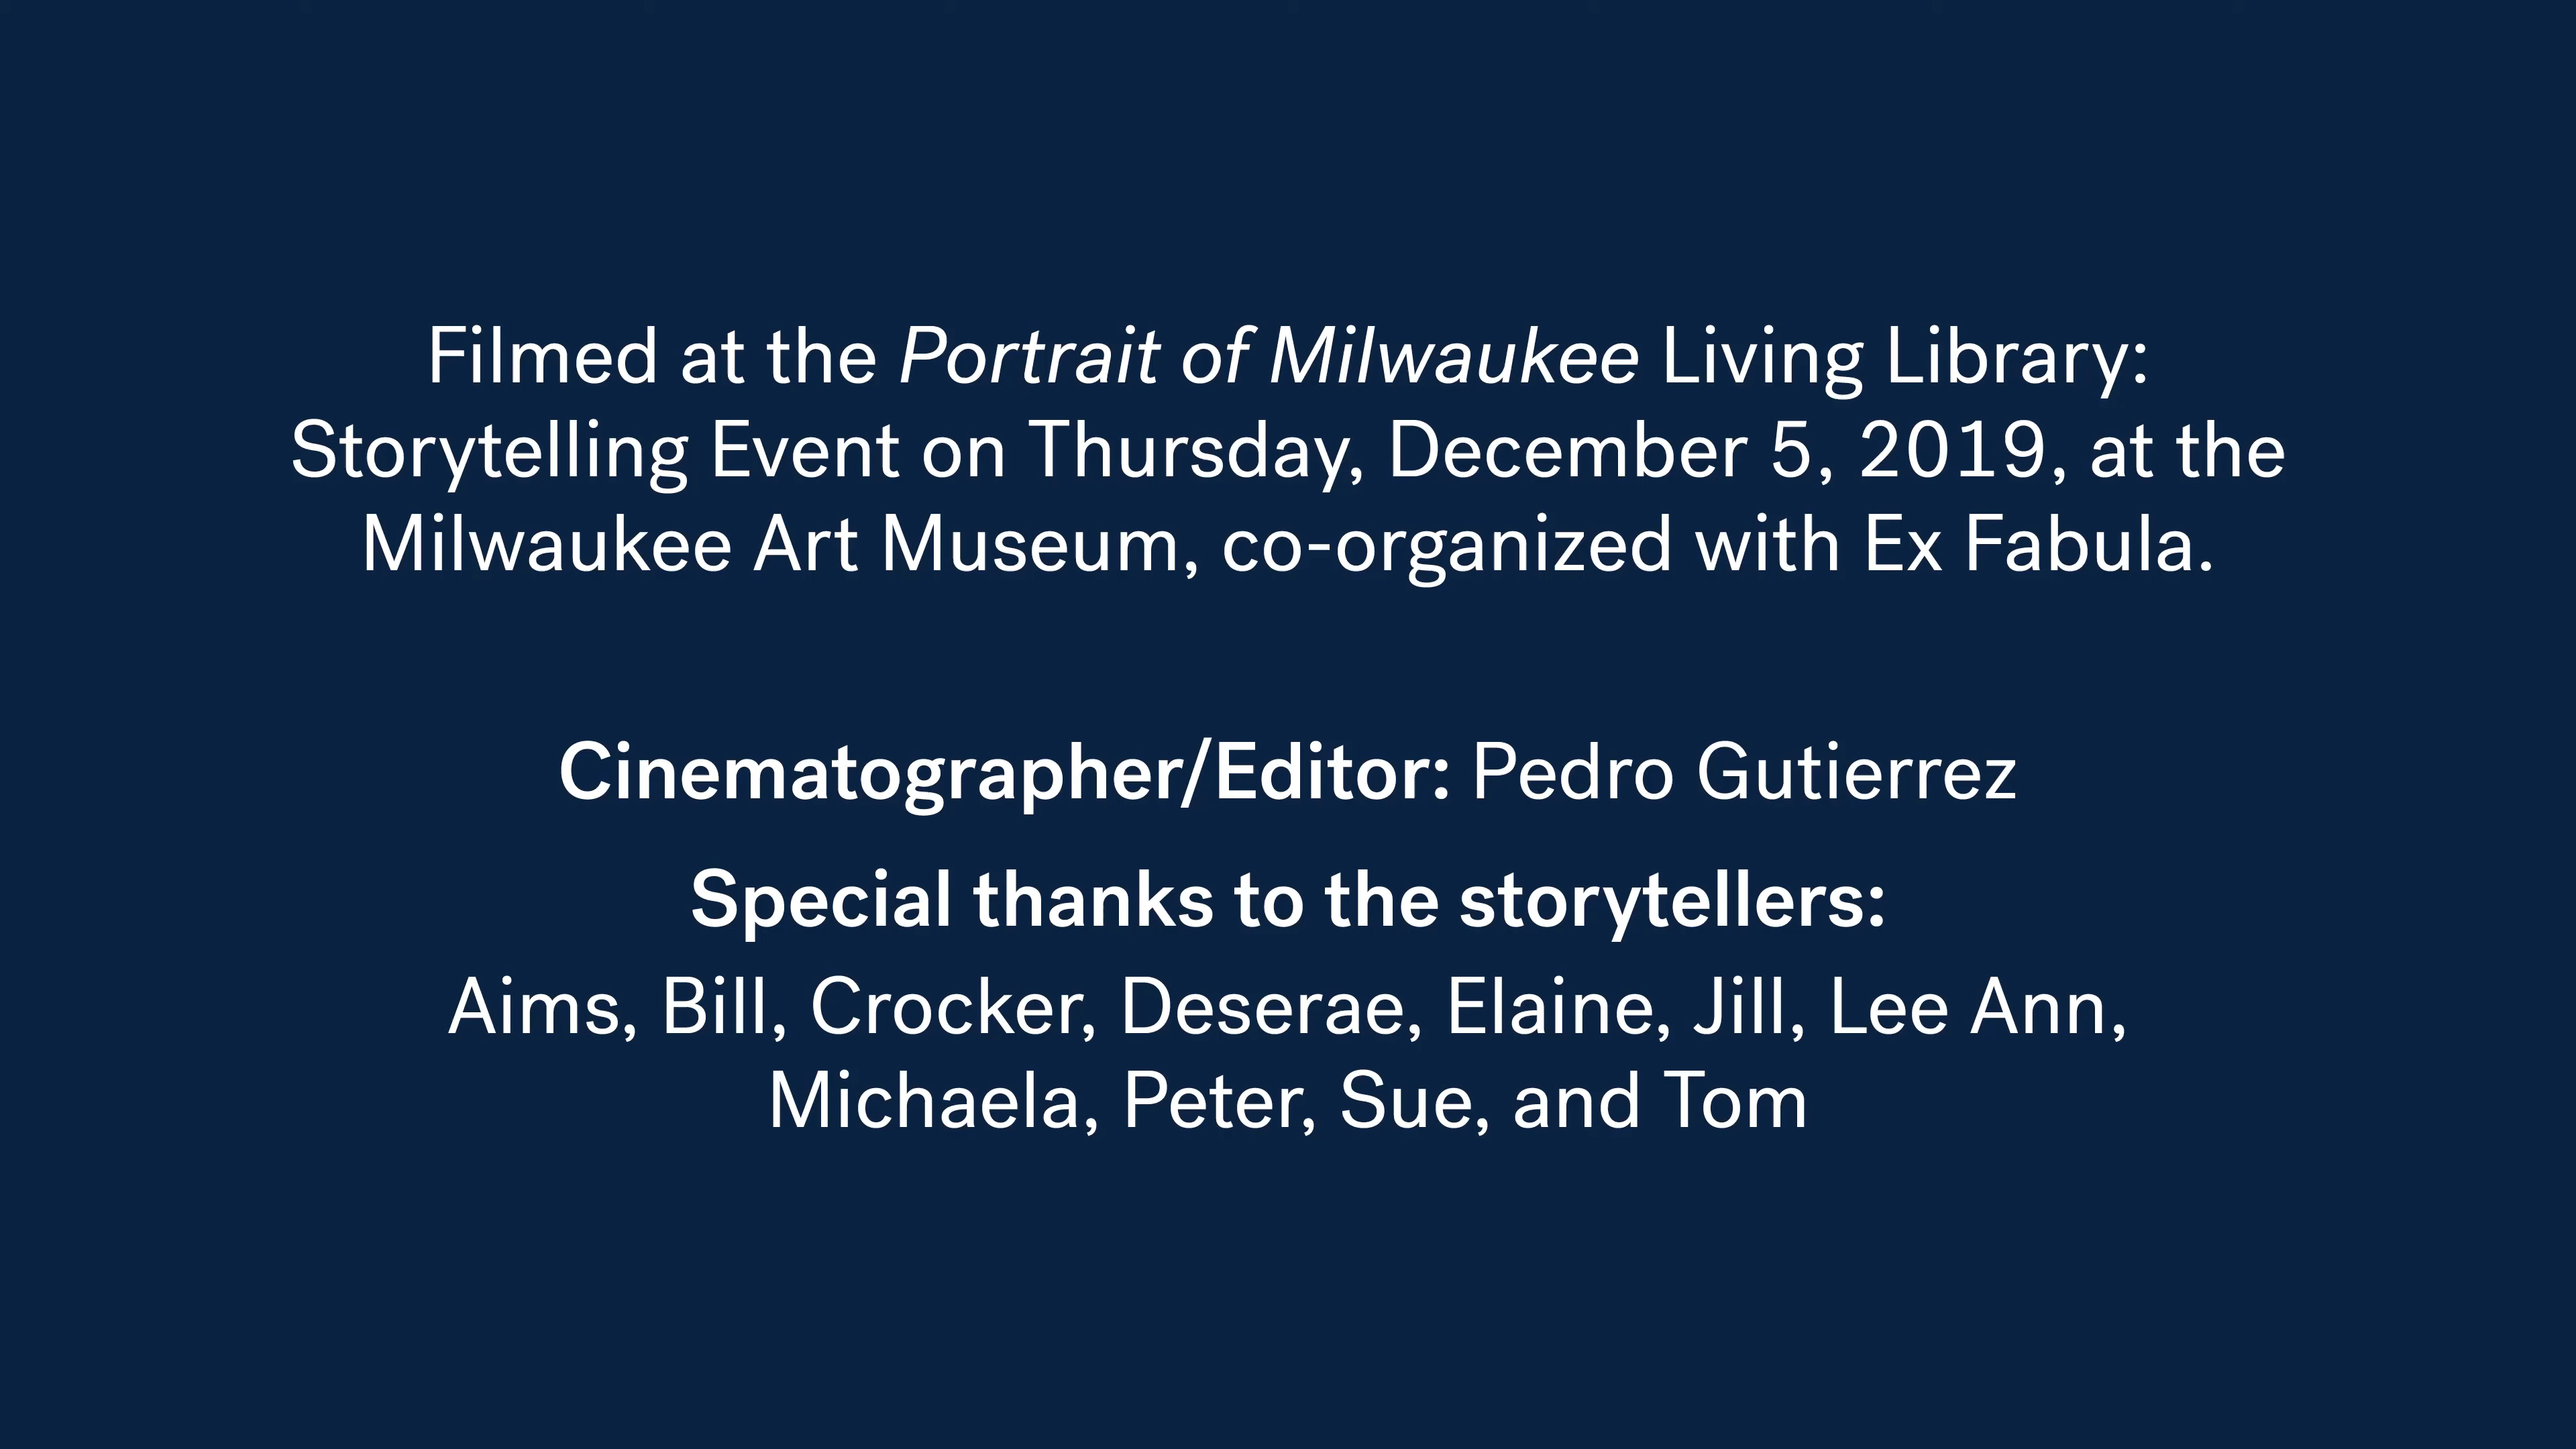 Filmed at the Portrait of Milwaukee Living Library:
Storytelling Event on Thursday, December 5, 2019, at the
Milwaukee Art Museum, co-organized with Ex Fabula.
Cinematographer/Editor: Pedro Gutierrez
Special thanks to the storytellers:
Aims, Bill, Crocker, Deserae, Elaine, Jill, Lee Ann,
Michaela, Peter, Sue, and Tom